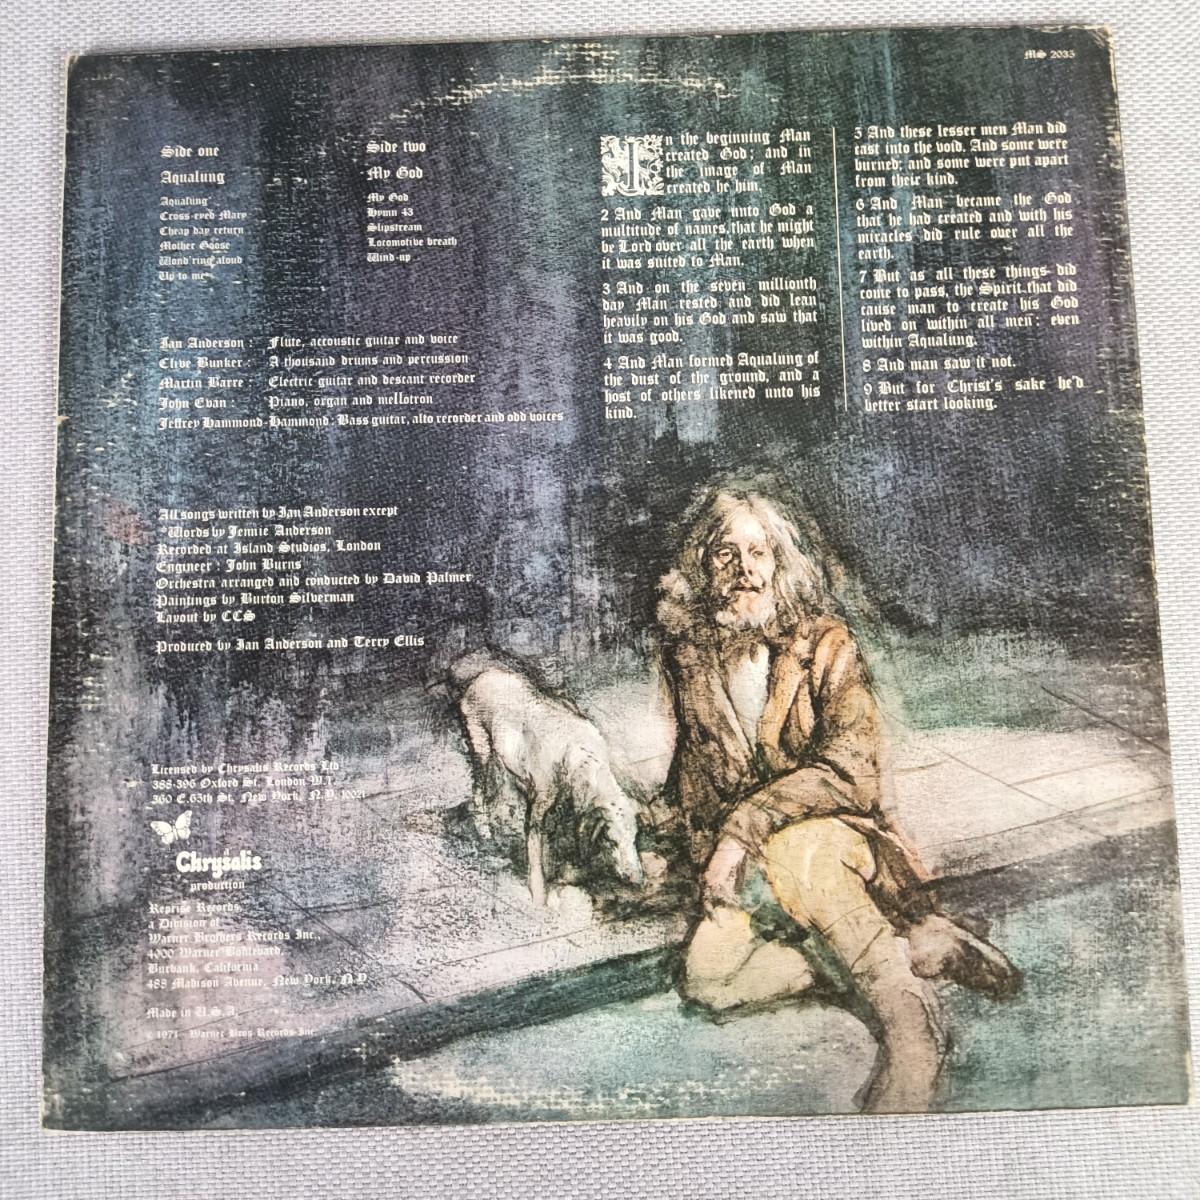 MS 2035
Side one
Aqualung
Aqualung*
Cross-eyed Mary
Cheap day return
Mother Goose
Wond'ring aloud
Up to me
Side two
My God
My God
Hymn 43
Slipstream
Locomotive breath
Wind-up
Ian Anderson : Flute, accoustic guitar and voice
Clive Bunker : A thousand drums and percussion
Martin Barre : Electric guitar and descant recorder
John Evan : Piano, organ and mellotron
Jeffrey Hammond-Hammond : Bass guitar, alto recorder and odd voices
All songs written by Ian Anderson except
*Words by Jennie Anderson
Recorded at Island Studios, London
Engineer : John Burns
Orchestra arranged and conducted by David Palmer
Paintings by Burton Silverman
Layout by CCS
Produced by Ian Anderson and Terry Ellis
Licensed by Chrysalis Records Ltd
388-396 Oxford St. London W.1.
360 E.65th St. New York, N.Y. 10021
Chrysalis
production
Reprise Records,
a Division of
Warner Brothers Records Inc.,
4000 Warner Boulevard,
Burbank, California
488 Madison Avenue, New York, N.Y.
Made in U.S.A.
© 1971 Warner Bros Records Inc.
In the beginning Man
created God; and in
the image of Man
created he him.
2 And Man gave unto God a
multitude of names, that he might
be Lord over all the earth when
it was suited to Man.
3 And on the seven millionth
day Man rested and did lean
heavily on his God and saw that
it was good.
4 And Man formed Aqualung of
the dust of the ground, and a
host of others likened unto his
kind.
5 And these lesser men Man did
cast into the void. And some were
burned; and some were put apart
from their kind.
6 And Man became the God
that he had created and with his
miracles did rule over all the
earth.
7 But as all these things did
come to pass, the Spirit that did
cause man to create his God
lived on within all men: even
within Aqualung.
8 And man saw it not.
9 But for Christ's sake he'd
better start looking.